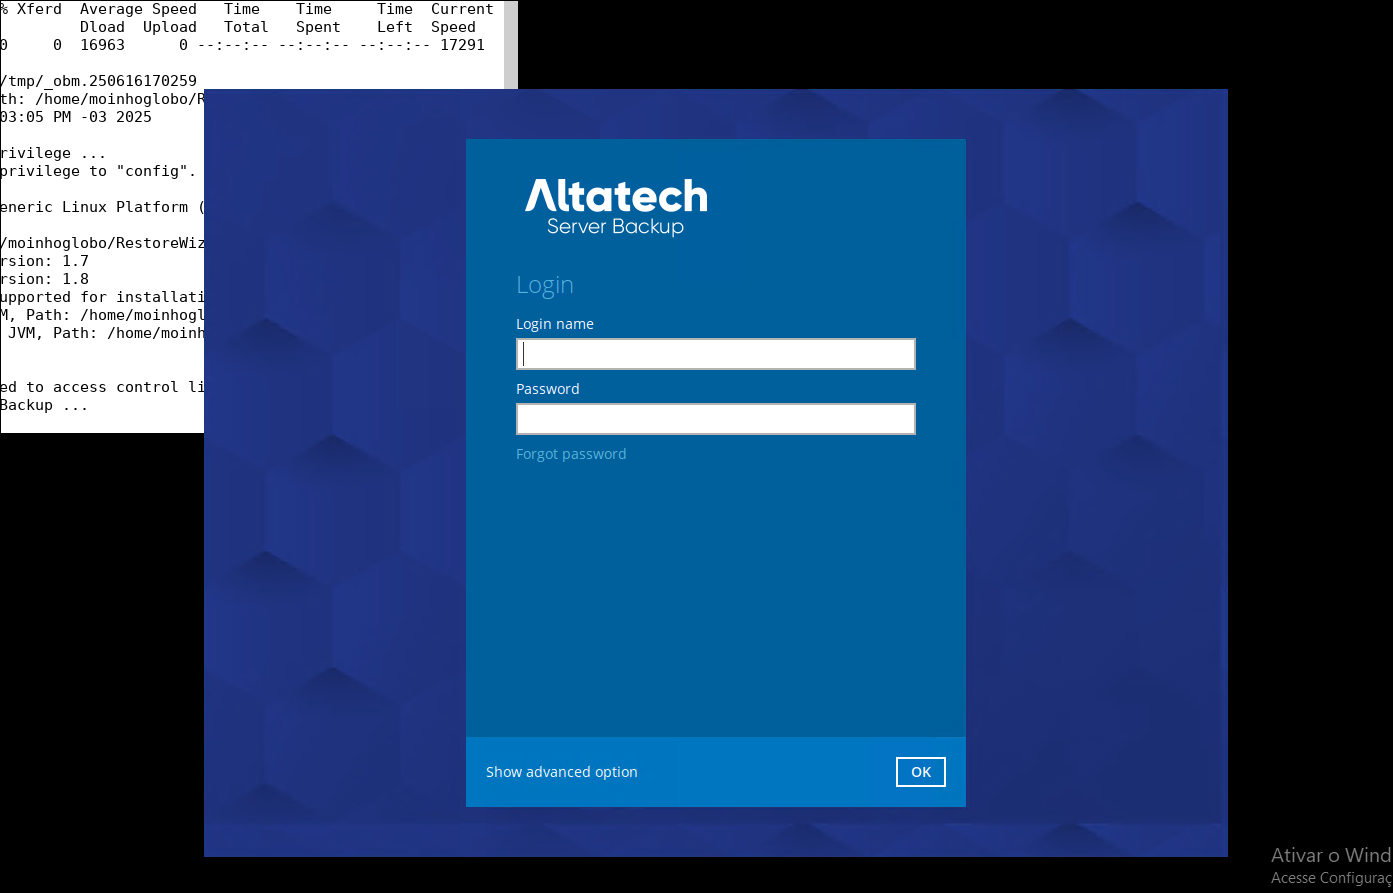 % Xferd  Average Speed   Time    Time     Time  Current
Dload  Upload   Total   Spent    Left  Speed
0     0  16963      0 --:--:-- --:--:-- --:--:-- 17291
/tmp/_obm.250616170259
th: /home/moinhoglobo/R
03:05 PM -03 2025
rivilege ...
privilege to "config".
eneric Linux Platform (
/moinhoglobo/RestoreWiz
rsion: 1.7
rsion: 1.8
upported for installati
M, Path: /home/moinhogl
JVM, Path: /home/moinh
ed to access control li
Backup ...
Altatech
Server Backup
Login
Login name
Password
Forgot password
Show advanced option
OK
Ativar o Wind
Acesse Configuraç